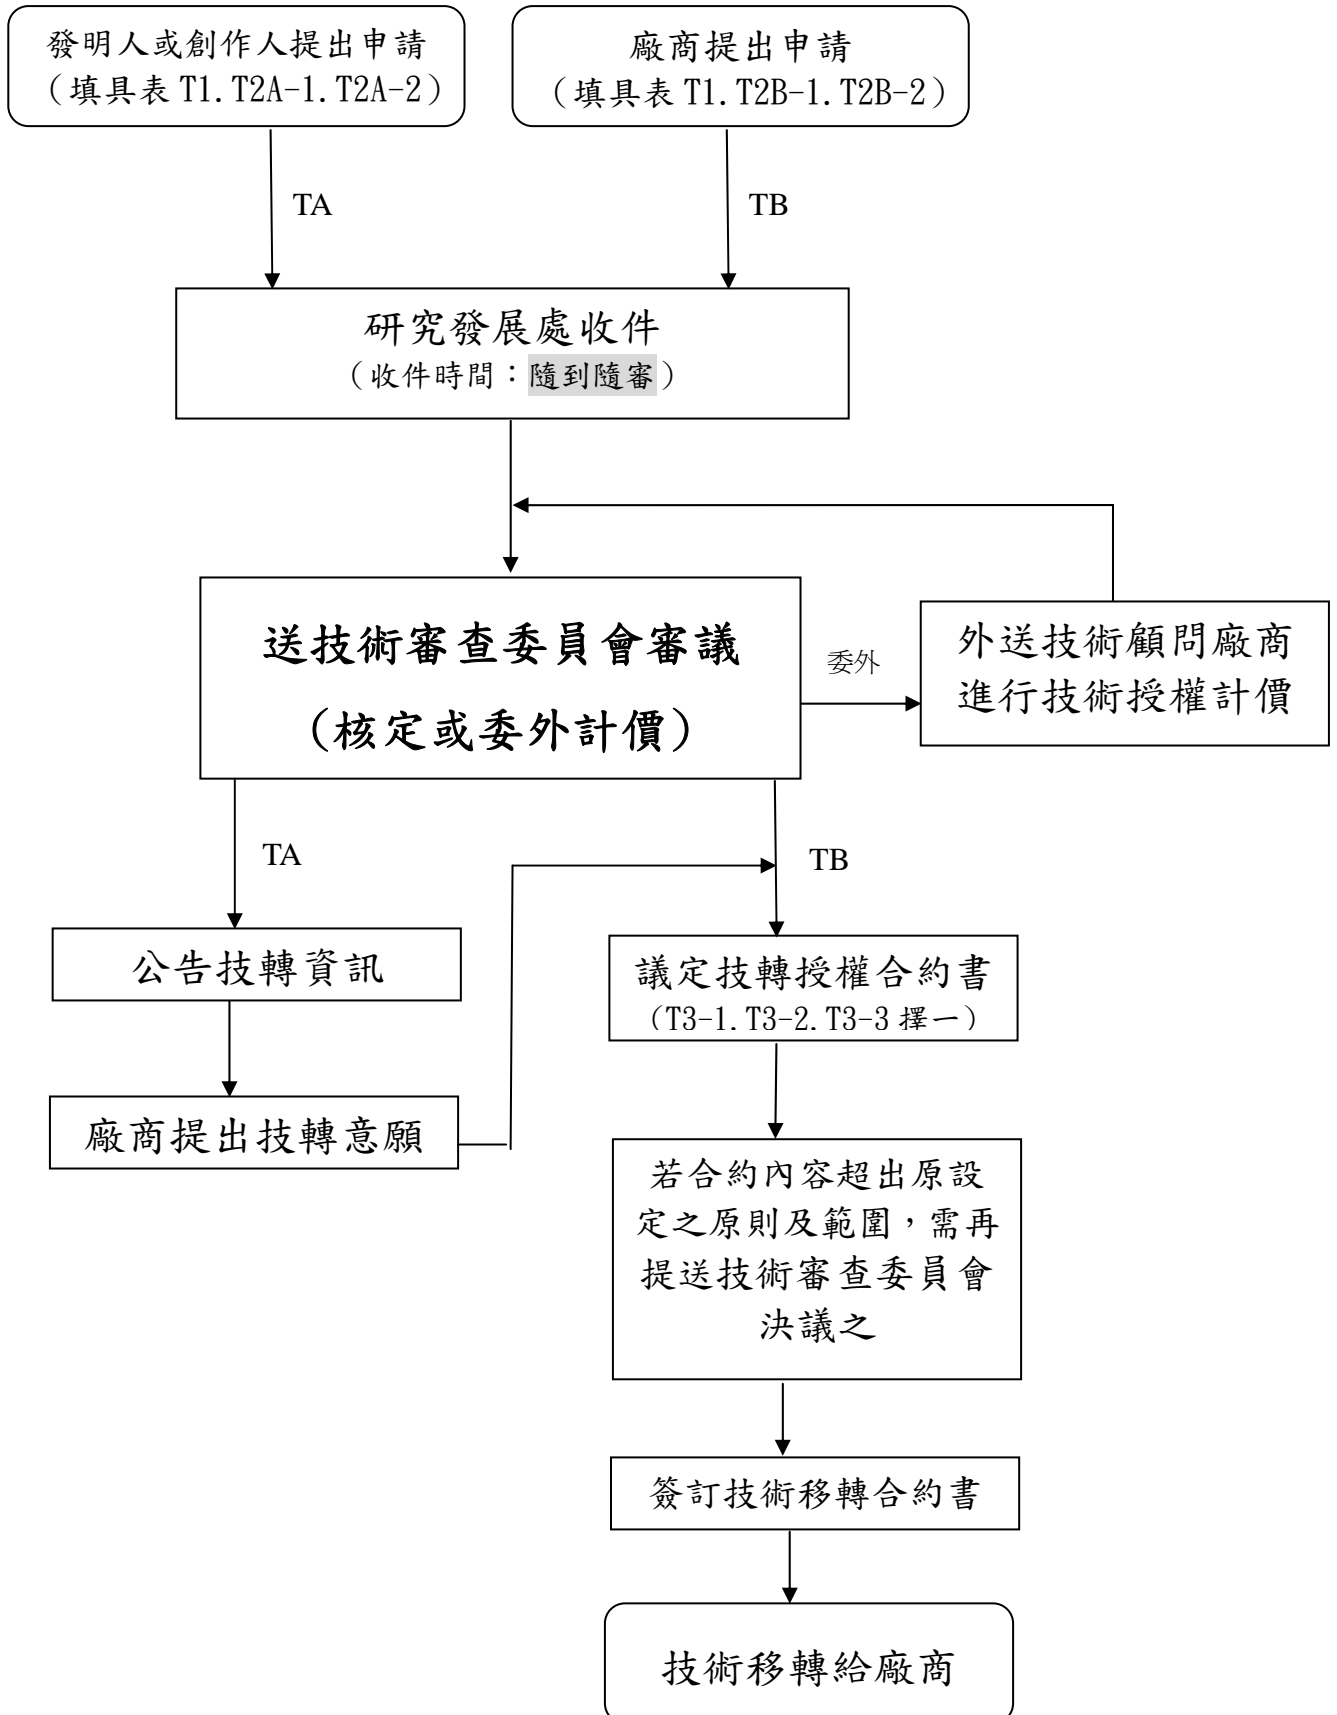 發明人或創作人提出申請
（填具表 T1.T2A-1.T2A-2）
廠商提出申請
（填具表 T1.T2B-1.T2B-2）
TA
TB
研究發展處收件
（收件時間：隨到隨審）
送技術審查委員會審議
(核定或委外計價)
委外
外送技術顧問廠商
進行技術授權計價
TA
TB
公告技轉資訊
議定技轉授權合約書
（T3-1.T3-2.T3-3 擇一）
廠商提出技轉意願
若合約內容超出原設
定之原則及範圍，需再
提送技術審查委員會
決議之
簽訂技術移轉合約書
技術移轉給廠商